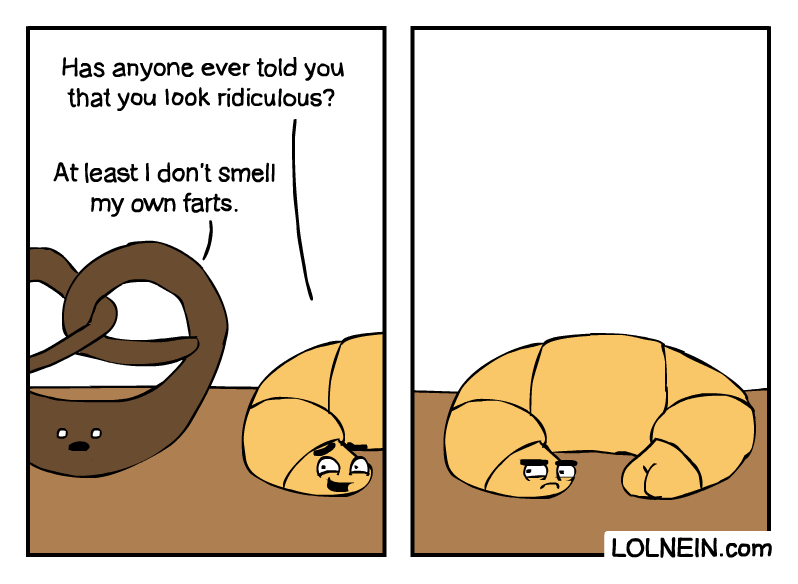 Has anyone ever told you
that you look ridiculous?
At least I don't smell
my own farts.
LOLNEIN.com